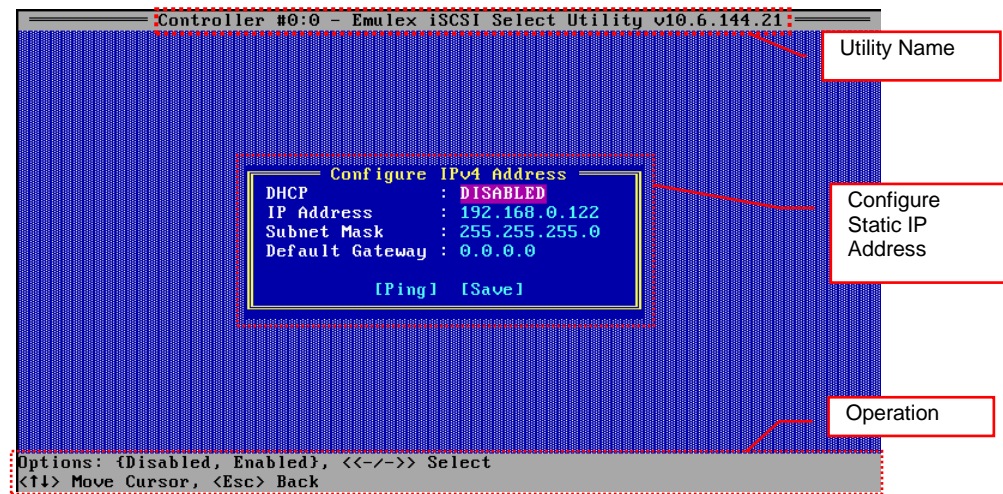 Controller #0:0 - Emulex iSCSI Select Utility v10.6.144.21
Utility Name
Configure IPv4 Address
DHCP : DISABLED
IP Address : 192.168.0.122
Subnet Mask : 255.255.255.0
Default Gateway : 0.0.0.0
[Ping] [Save]
Configure
Static IP
Address
Operation
Options: {Disabled, Enabled}, <<-/->> Select
<↑↓> Move Cursor, <Esc> Back